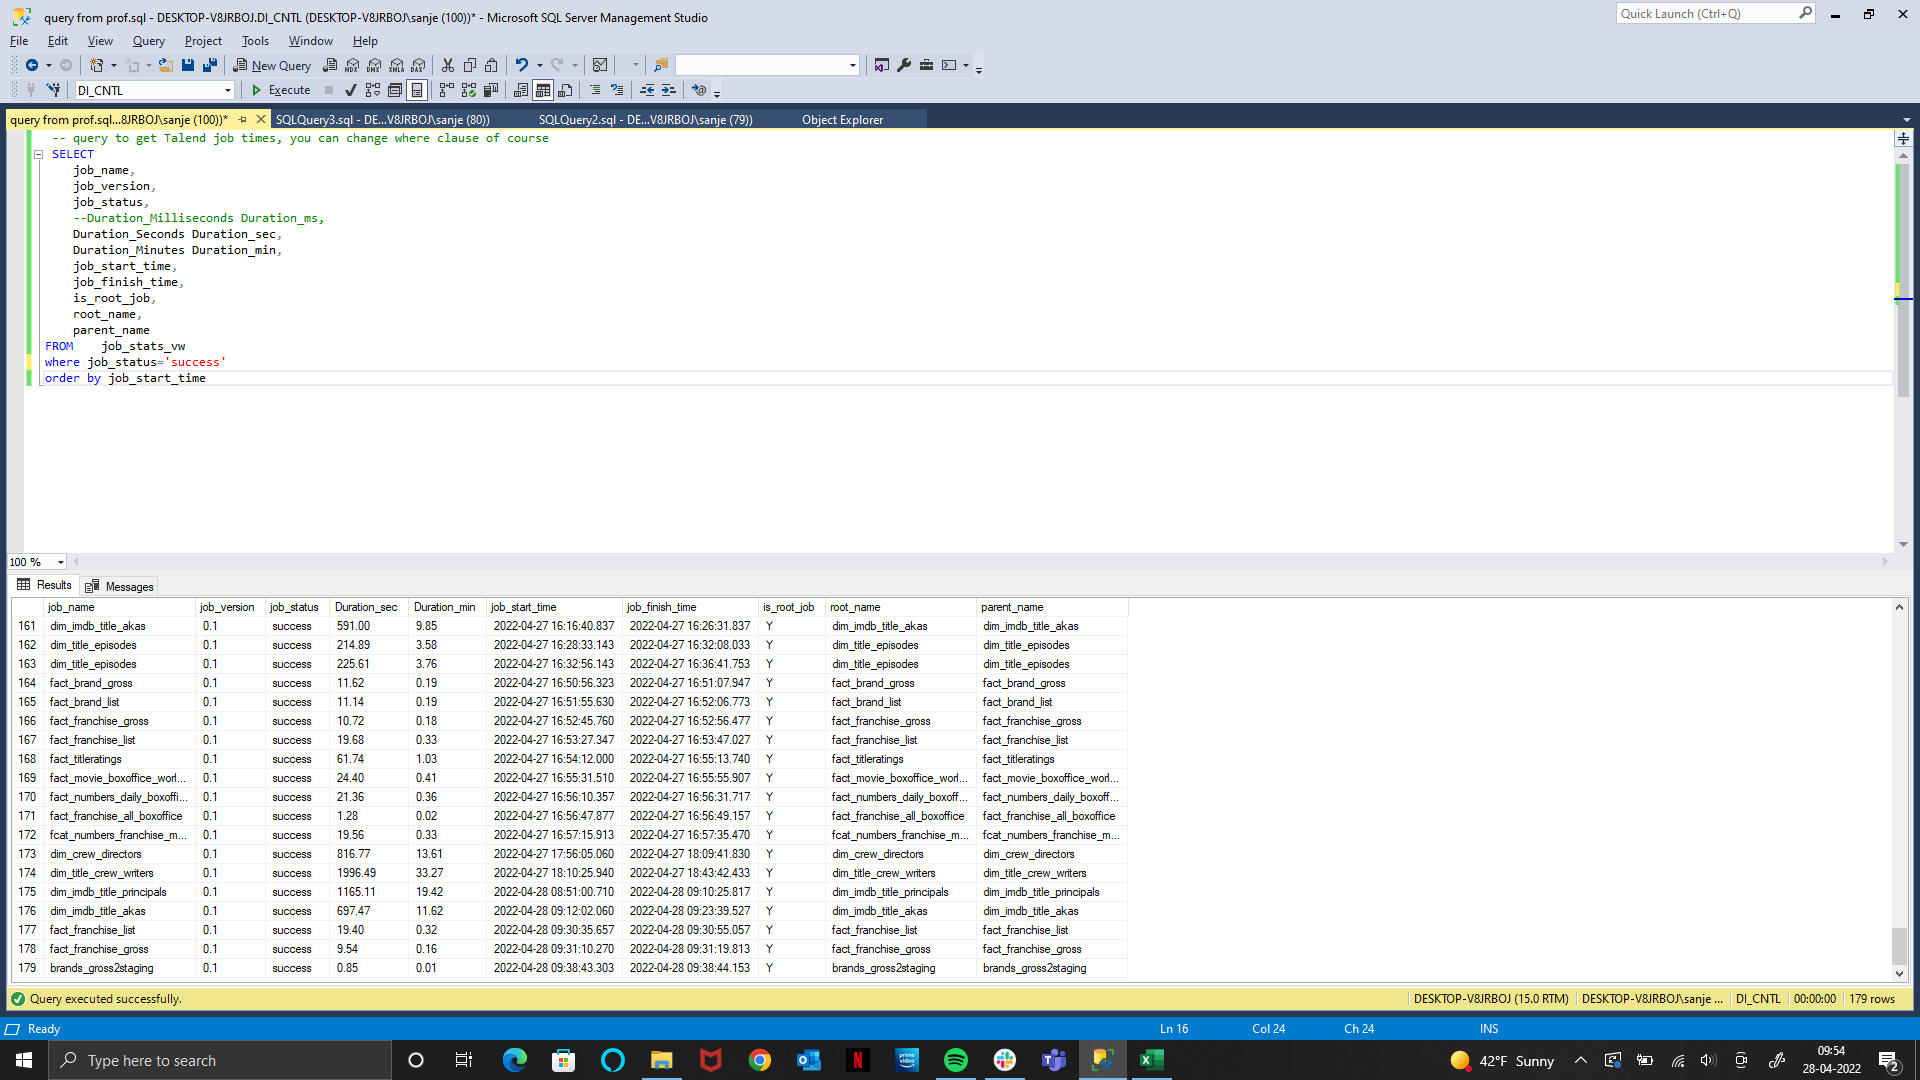 query from prof.sql - DESKTOP-V8JRBOJ.DI_CNTL (DESKTOP-V8JRBOJ\sanje (100))* - Microsoft SQL Server Management Studio
Quick Launch (Ctrl+Q)
File Edit View Query Project Tools Window Help
New Query
DI_CNTL Execute
query from prof.sql...8JRBOJ\sanje (100))* SQLQuery3.sql - DE...V8JRBOJ\sanje (80)) SQLQuery2.sql - DE...V8JRBOJ\sanje (79)) Object Explorer
-- query to get Talend job times, you can change where clause of course
SELECT
job_name,
job_version,
job_status,
--Duration_Milliseconds Duration_ms,
Duration_Seconds Duration_sec,
Duration_Minutes Duration_min,
job_start_time,
job_finish_time,
is_root_job,
root_name,
parent_name
FROM job_stats_vw
where job_status='success'
order by job_start_time
100 %
Results Messages
job_name job_version job_status Duration_sec Duration_min job_start_time job_finish_time is_root_job root_name parent_name
161 dim_imdb_title_akas 0.1 success 591.00 9.85 2022-04-27 16:16:40.837 2022-04-27 16:26:31.837 Y dim_imdb_title_akas dim_imdb_title_akas
162 dim_title_episodes 0.1 success 214.89 3.58 2022-04-27 16:28:33.143 2022-04-27 16:32:08.033 Y dim_title_episodes dim_title_episodes
163 dim_title_episodes 0.1 success 225.61 3.76 2022-04-27 16:32:56.143 2022-04-27 16:36:41.753 Y dim_title_episodes dim_title_episodes
164 fact_brand_gross 0.1 success 11.62 0.19 2022-04-27 16:50:56.323 2022-04-27 16:51:07.947 Y fact_brand_gross fact_brand_gross
165 fact_brand_list 0.1 success 11.14 0.19 2022-04-27 16:51:55.630 2022-04-27 16:52:06.773 Y fact_brand_list fact_brand_list
166 fact_franchise_gross 0.1 success 10.72 0.18 2022-04-27 16:52:45.760 2022-04-27 16:52:56.477 Y fact_franchise_gross fact_franchise_gross
167 fact_franchise_list 0.1 success 19.68 0.33 2022-04-27 16:53:27.347 2022-04-27 16:53:47.027 Y fact_franchise_list fact_franchise_list
168 fact_titleratings 0.1 success 61.74 1.03 2022-04-27 16:54:12.000 2022-04-27 16:55:13.740 Y fact_titleratings fact_titleratings
169 fact_movie_boxoffice_worl... 0.1 success 24.40 0.41 2022-04-27 16:55:31.510 2022-04-27 16:55:55.907 Y fact_movie_boxoffice_worl... fact_movie_boxoffice_worl...
170 fact_numbers_daily_boxoffi... 0.1 success 21.36 0.36 2022-04-27 16:56:10.357 2022-04-27 16:56:31.717 Y fact_numbers_daily_boxoff... fact_numbers_daily_boxoff...
171 fact_franchise_all_boxoffice 0.1 success 1.28 0.02 2022-04-27 16:56:47.877 2022-04-27 16:56:49.157 Y fact_franchise_all_boxoffice fact_franchise_all_boxoffice
172 fcat_numbers_franchise_m... 0.1 success 19.56 0.33 2022-04-27 16:57:15.913 2022-04-27 16:57:35.470 Y fcat_numbers_franchise_m... fcat_numbers_franchise_m...
173 dim_crew_directors 0.1 success 816.77 13.61 2022-04-27 17:56:05.060 2022-04-27 18:09:41.830 Y dim_crew_directors dim_crew_directors
174 dim_title_crew_writers 0.1 success 1996.49 33.27 2022-04-27 18:10:25.940 2022-04-27 18:43:42.433 Y dim_title_crew_writers dim_title_crew_writers
175 dim_imdb_title_principals 0.1 success 1165.11 19.42 2022-04-28 08:51:00.710 2022-04-28 09:10:25.817 Y dim_imdb_title_principals dim_imdb_title_principals
176 dim_imdb_title_akas 0.1 success 697.47 11.62 2022-04-28 09:12:02.060 2022-04-28 09:23:39.527 Y dim_imdb_title_akas dim_imdb_title_akas
177 fact_franchise_list 0.1 success 19.40 0.32 2022-04-28 09:30:35.657 2022-04-28 09:30:55.057 Y fact_franchise_list fact_franchise_list
178 fact_franchise_gross 0.1 success 9.54 0.16 2022-04-28 09:31:10.270 2022-04-28 09:31:19.813 Y fact_franchise_gross fact_franchise_gross
179 brands_gross2staging 0.1 success 0.85 0.01 2022-04-28 09:38:43.303 2022-04-28 09:38:44.153 Y brands_gross2staging brands_gross2staging
Query executed successfully. DESKTOP-V8JRBOJ (15.0 RTM) DESKTOP-V8JRBOJ\sanje ... DI_CNTL 00:00:00 179 rows
Ready Ln 16 Col 24 Ch 24 INS
Type here to search
42°F Sunny
09:54
28-04-2022
2